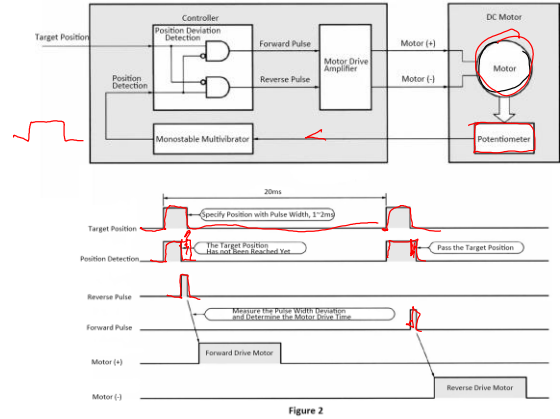 Controller
DC Motor
Position Deviation
Detection
Target Position
Forward Pulse
Motor (+)
Motor Drive
Amplifier
Motor
Position
Detection
Reverse Pulse
Motor (-)
Monostable Multivibrator
Potentiometer
20ms
Specify Position with Pulse Width, 1~2ms
Target Position
The Target Position
Has not Been Reached Yet
Pass the Target Position
Position Detection
Reverse Pulse
Measure the Pulse Width Deviation
and Determine the Motor Drive Time
Forward Pulse
Forward Drive Motor
Motor (+)
Reverse Drive Motor
Motor (-)
Figure 2